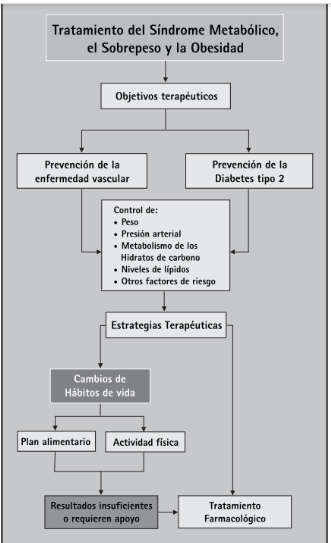 Tratamiento del Síndrome Metabólico,
el Sobrepeso y la Obesidad
Objetivos terapéuticos
Prevención de la
enfermedad vascular
Prevención de la
Diabetes tipo 2
Control de:
• Peso
• Presión arterial
• Metabolismo de los
Hidratos de carbono
• Niveles de lípidos
• Otros factores de riesgo
Estrategias Terapéuticas
Cambios de
Hábitos de vida
Plan alimentario
Actividad física
Resultados insuficientes
o requieren apoyo
Tratamiento
Farmacológico